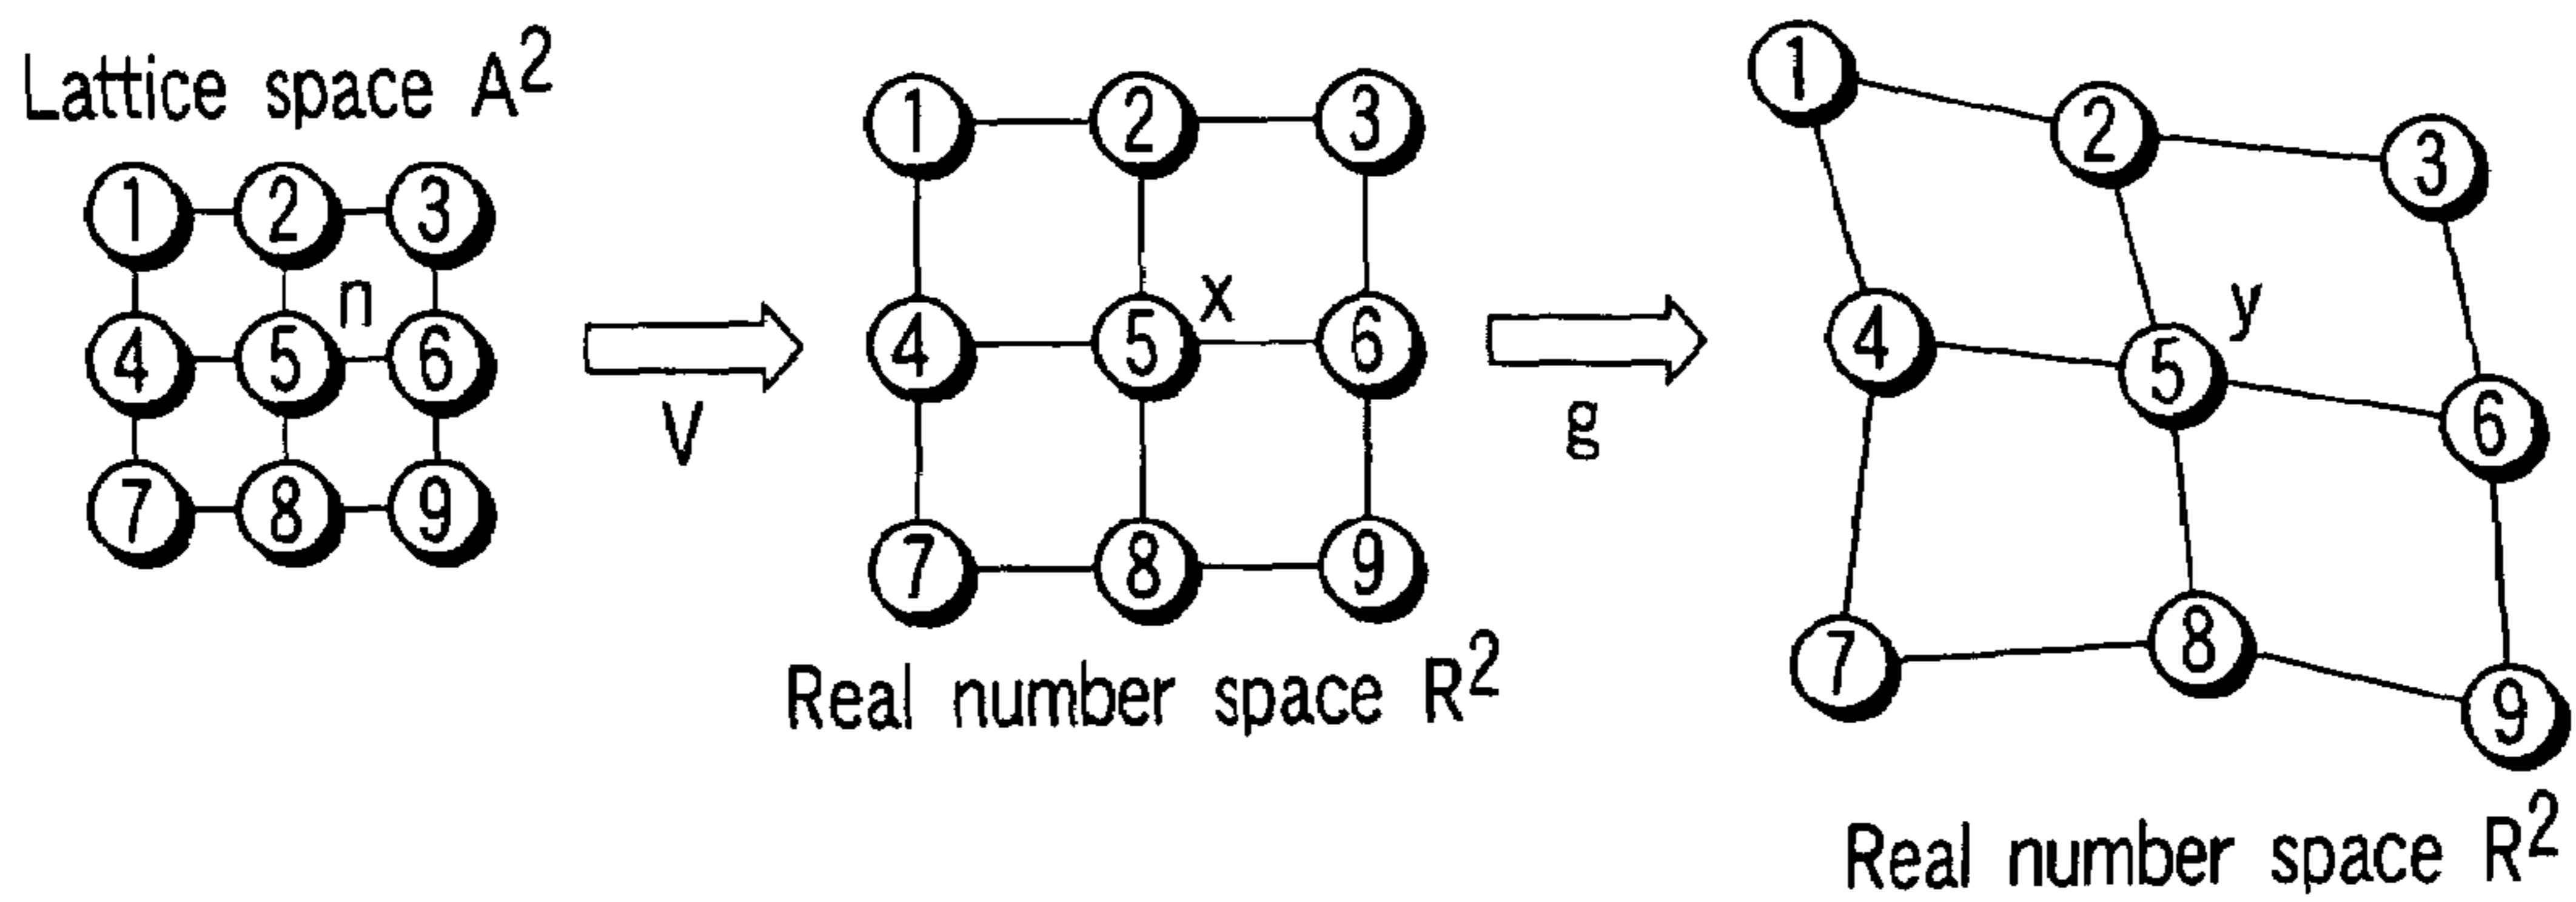 Lattice space A²
1 2 3
n
4 5 6
7 8 9
V
1 2 3
x
4 5 6
7 8 9
Real number space R²
g
1 2 3
y
4 5 6
7 8 9
Real number space R²